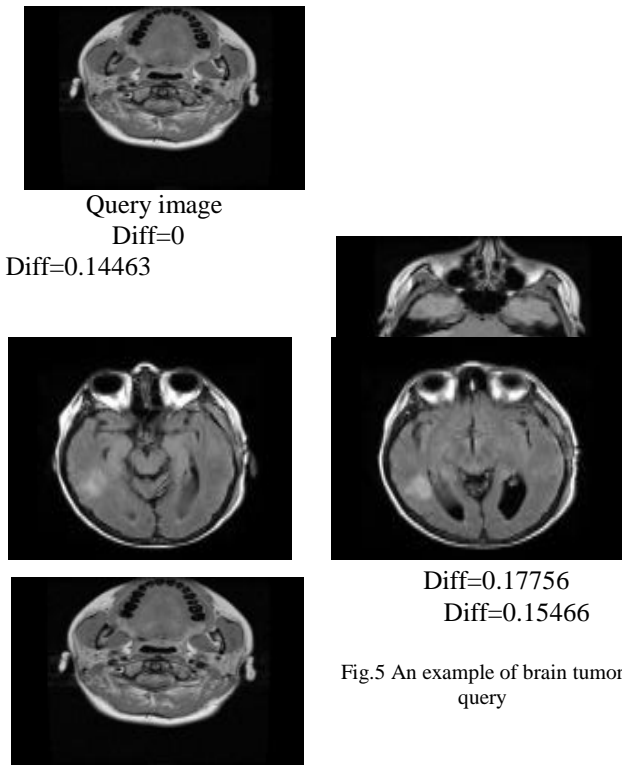 Query image
Diff=0
Diff=0.14463
Diff=0.17756
Diff=0.15466
Fig.5 An example of brain tumor
query